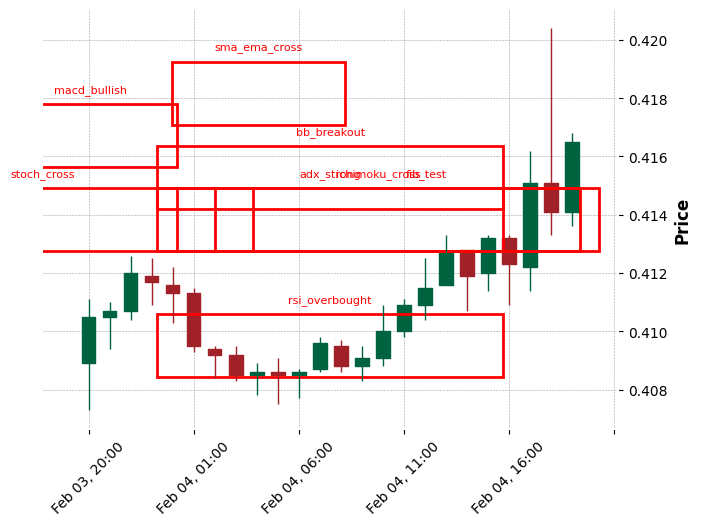 sma_ema_cross
macd_bullish
bb_breakout
stoch_cross
adx_strong
ichimoku_cross
fib_test
rsi_overbought
0.420
0.418
0.416
0.414
0.412
0.410
0.408
Price
Feb 03, 20:00
Feb 04, 01:00
Feb 04, 06:00
Feb 04, 11:00
Feb 04, 16:00